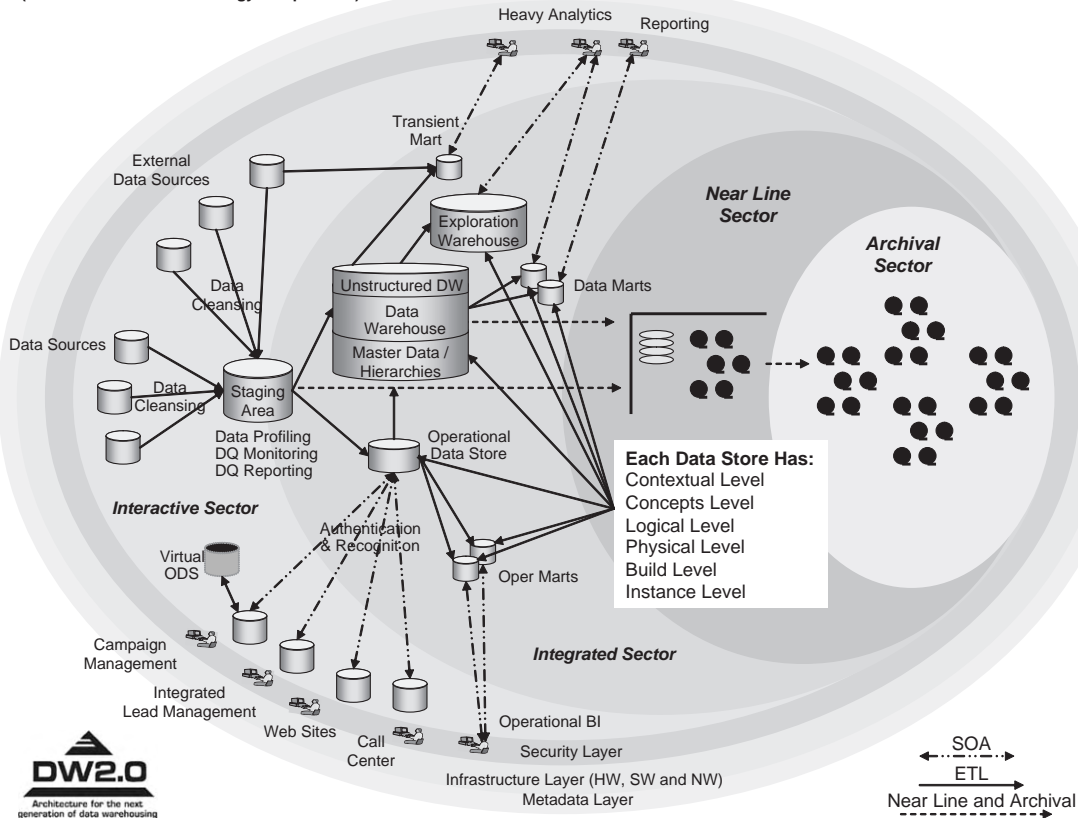 Heavy Analytics
Reporting
Transient
Mart
External
Data Sources
Near Line
Sector
Exploration
Warehouse
Archival
Sector
Data
Cleansing
Unstructured DW
Data
Warehouse
Master Data /
Hierarchies
Data Marts
Data Sources
Data
Cleansing
Staging
Area
Data Profiling
DQ Monitoring
DQ Reporting
Operational
Data Store
Each Data Store Has:
Contextual Level
Concepts Level
Logical Level
Physical Level
Build Level
Instance Level
Interactive Sector
Authentication
& Recognition
Virtual
ODS
Oper Marts
Campaign
Management
Integrated Sector
Integrated
Lead Management
Web Sites
Call
Center
Operational BI
Security Layer
Infrastructure Layer (HW, SW and NW)
Metadata Layer
DW2.0
Architecture for the next
generation of data warehousing
SOA
ETL
Near Line and Archival